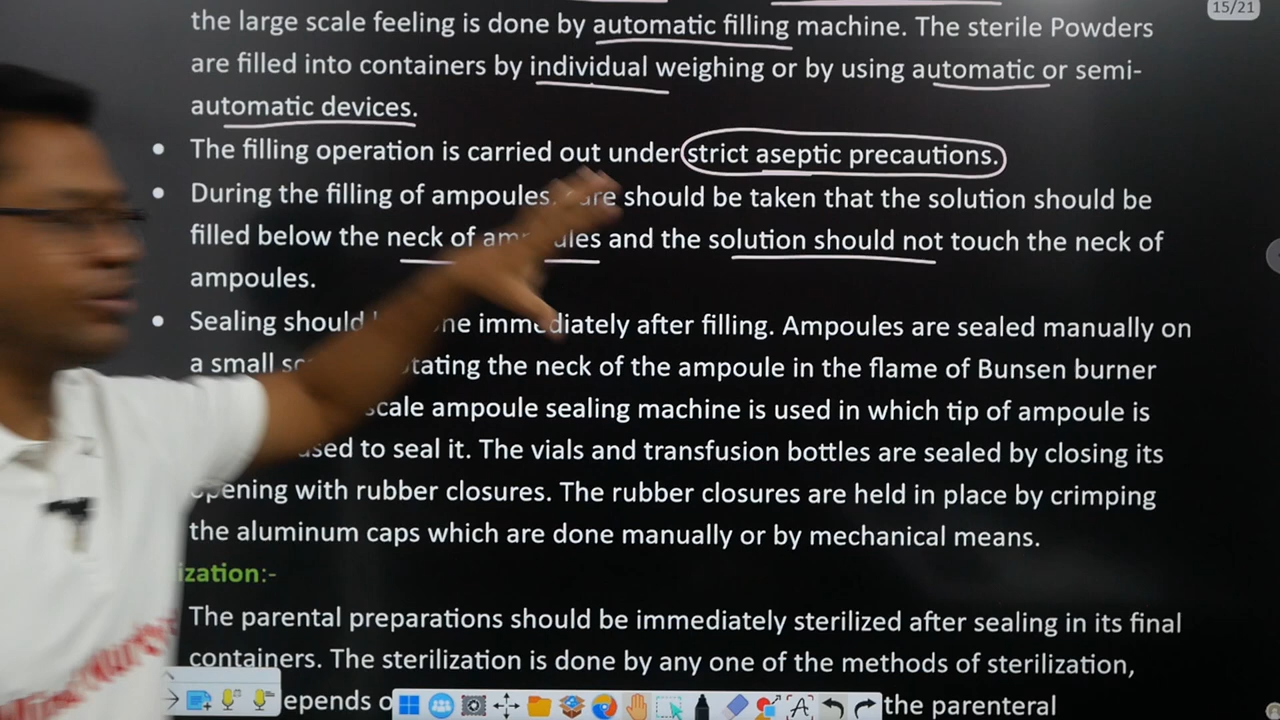 15/21
the large scale feeling is done by automatic filling machine. The sterile Powders
are filled into containers by individual weighing or by using automatic or semi-
automatic devices.
• The filling operation is carried out under strict aseptic precautions.
• During the filling of ampoules, should be taken that the solution should be
filled below the neck of and the solution should not touch the neck of
ampoules.
• Sealing should immediately after filling. Ampoules are sealed manually on
a small the neck of the ampoule in the flame of Bunsen burner
scale ampoule sealing machine is used in which tip of ampoule is
to seal it. The vials and transfusion bottles are sealed by closing its
opening with rubber closures. The rubber closures are held in place by crimping
the aluminum caps which are done manually or by mechanical means.
The parental preparations should be immediately sterilized after sealing in its final
containers. The sterilization is done by any one of the methods of sterilization,
the parenteral